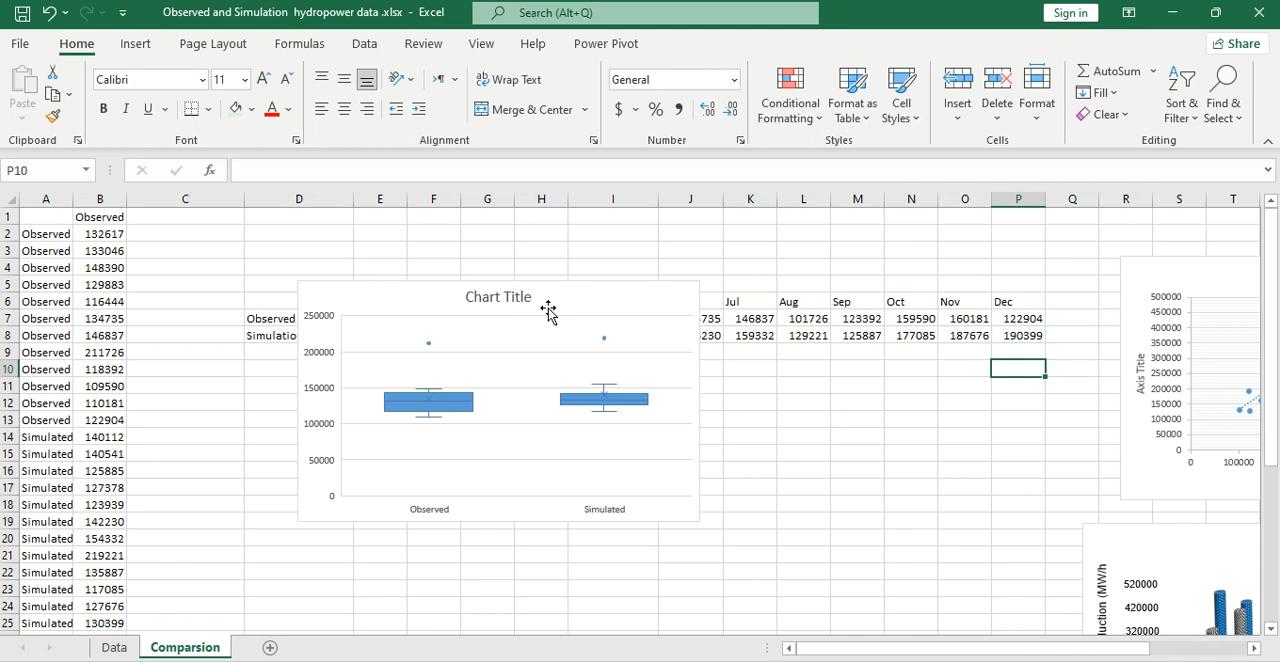 Observed and Simulation hydropower data .xlsx - Excel
Search (Alt+Q)
Sign in
File Home Insert Page Layout Formulas Data Review View Help Power Pivot
Share
Paste
Calibri 11
Wrap Text
General
Conditional Formatting
Format as Table
Cell Styles
Insert Delete Format
AutoSum
Fill
Clear
Sort & Filter
Find & Select
Merge & Center
Clipboard Font Alignment Number Styles Cells Editing
P10
fx
A B C D E F G H I J K L M N O P Q R S T
1 Observed
2 Observed 132617
3 Observed 133046
4 Observed 148390
5 Observed 129883
6 Observed 116444 Jul Aug Sep Oct Nov Dec
7 Observed 134735 Observed 4735 146837 101726 123392 159590 160181 122904
8 Observed 146837 Simulatio 230 159332 129221 125887 177085 187676 190399
9 Observed 211726
10 Observed 118392
11 Observed 109590
12 Observed 110181
13 Observed 122904
14 Simulated 140112
15 Simulated 140541
16 Simulated 125885
17 Simulated 127378
18 Simulated 123939
19 Simulated 142230
20 Simulated 154332
21 Simulated 219221
22 Simulated 135887
23 Simulated 117085
24 Simulated 127676
25 Simulated 130399
Chart Title
250000
200000
150000
100000
50000
0
Observed Simulated
500000
450000
400000
350000
300000
250000
200000
150000
100000
50000
0
Axis Title
0 100000
duction (MW/h
520000
420000
320000
Data Comparsion